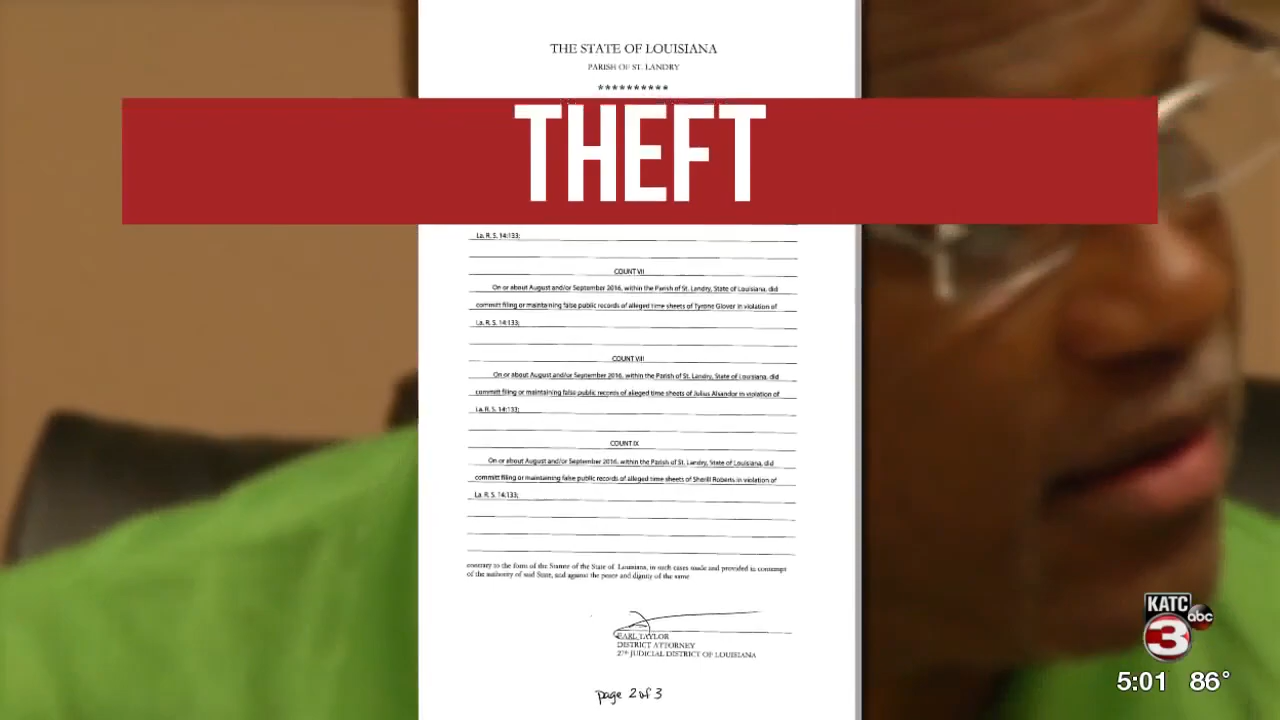 THE STATE OF LOUISIANA
PARISH OF ST. LANDRY
**********
THEFT
La. R. S. 14:133;
COUNT VII
On or about August and/or September 2016, within the Parish of St. Landry, State of Louisiana, did
committ filing or maintaining false public records of alleged time sheets of Tyrone Glover in violation of
La. R. S. 14:133;
COUNT VIII
On or about August and/or September 2016, within the Parish of St. Landry, State of Louisiana, did
committ filing or maintaining false public records of alleged time sheets of Julius Alsandor in violation of
La. R. S. 14:133;
COUNT IX
On or about August and/or September 2016, within the Parish of St. Landry, State of Louisiana, did
committ filing or maintaining false public records of alleged time sheets of Sherill Roberts in violation of
La. R. S. 14:133;
contrary to the form of the Statute of the State of Louisiana, in such cases made and provided in contempt
of the authority of said State, and against the peace and dignity of the same
EARL TAYLOR
DISTRICT ATTORNEY
27th JUDICIAL DISTRICT OF LOUISIANA
page 2 of 3
KATC
abc
3
5:01 86°